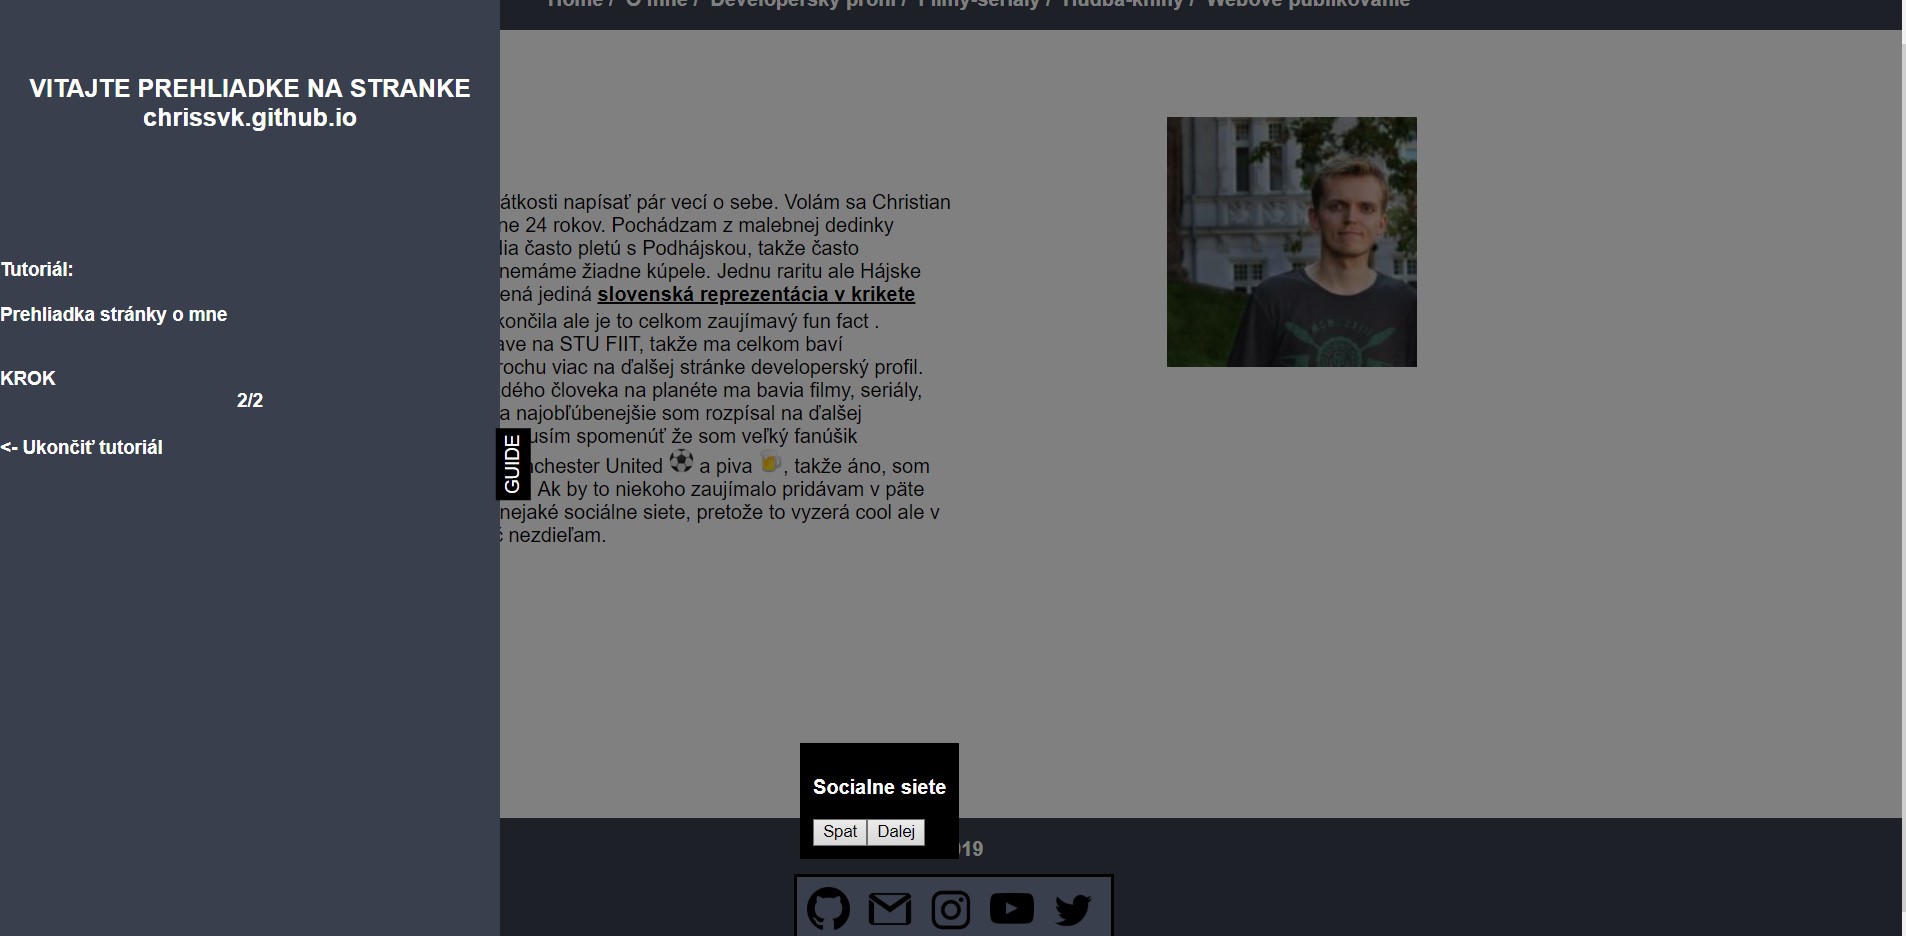 Home / O mne / Developerský profil / Filmy-seriály / Hudba-knihy / Webové publikovanie
VITAJTE PREHLIADKE NA STRANKE
chrissvk.github.io
Tutoriál:
Prehliadka stránky o mne
KROK
2/2
<- Ukončiť tutoriál
GUIDE
átkosti napísať pár vecí o sebe. Volám sa Christian
ne 24 rokov. Pochádzam z malebnej dedinky
lia často pletú s Podhájskou, takže často
nemáme žiadne kúpele. Jednu raritu ale Hájske
ená jediná slovenská reprezentácia v krikete
končila ale je to celkom zaujímavý fun fact .
ave na STU FIIT, takže ma celkom baví
rochu viac na ďalšej stránke developerský profil.
dého človeka na planéte ma bavia filmy, seriály,
a najobľúbenejšie som rozpísal na ďalšej
usím spomenúť že som veľký fanúšik
nchester United ⚽ a piva 🍺, takže áno, som
Ak by to niekoho zaujímalo pridávam v päte
nejaké sociálne siete, pretože to vyzerá cool ale v
č nezdieľam.
Socialne siete
Spat Dalej
019